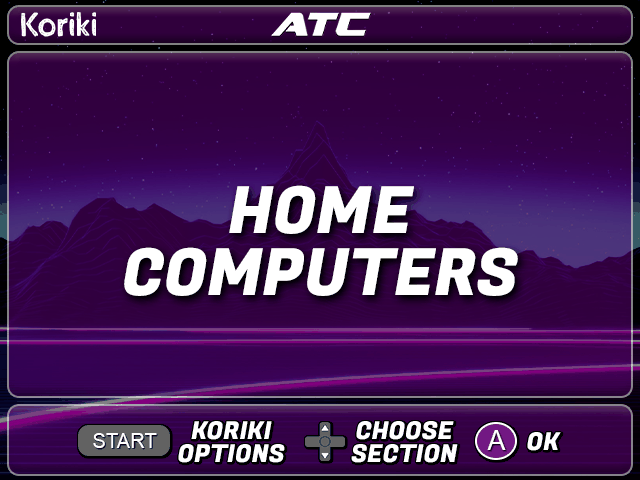 Koriki
ATC
HOME
COMPUTERS
START
KORIKI
OPTIONS
CHOOSE
SECTION
A
OK